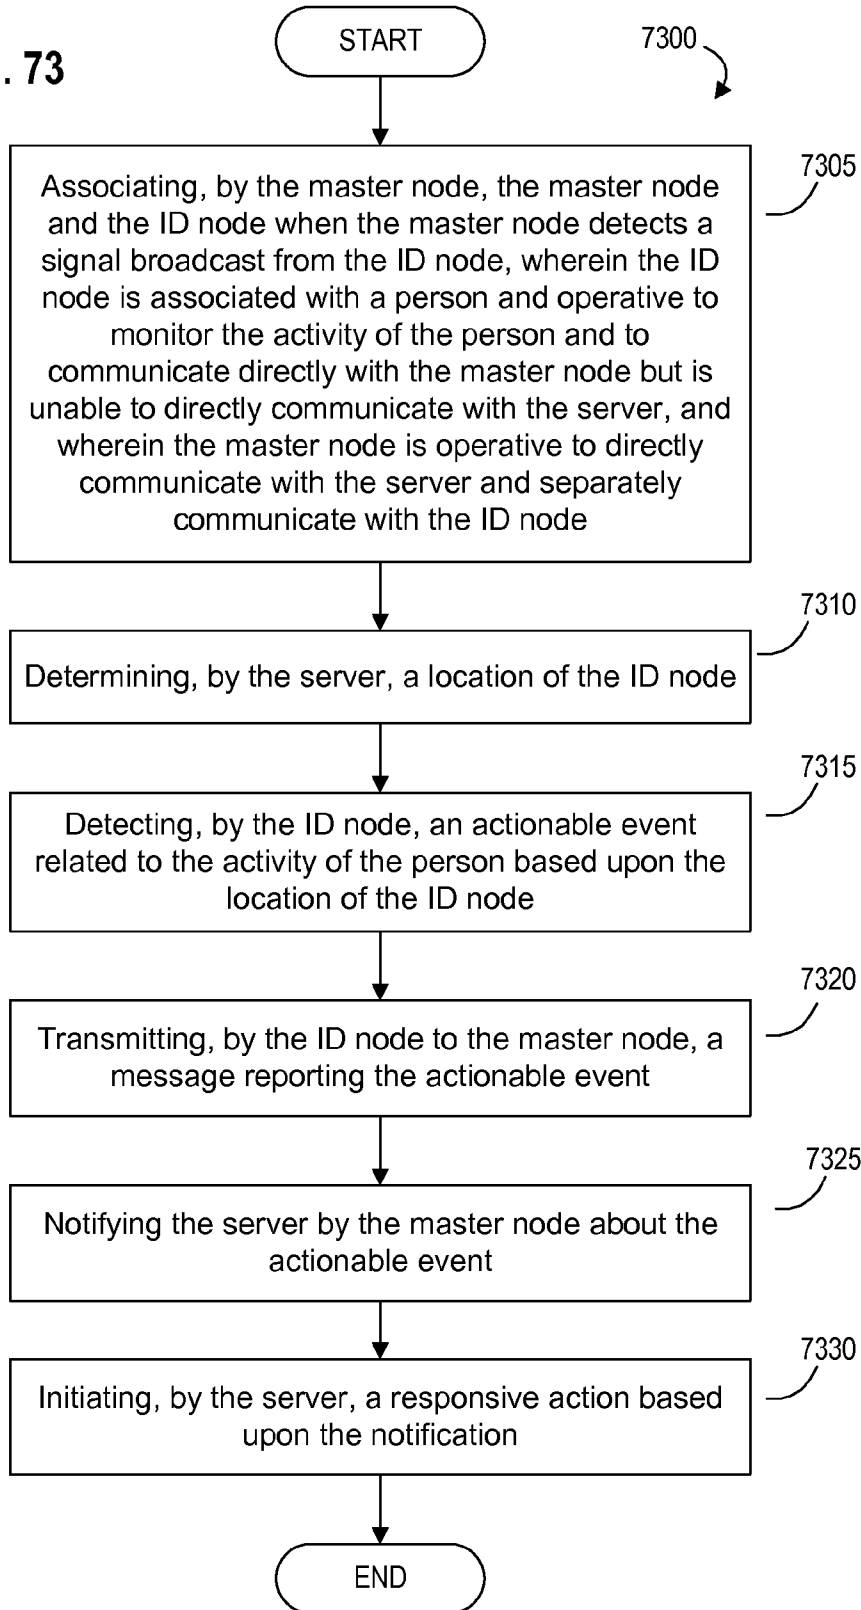 START
7300
. 73
7305
Associating, by the master node, the master node
and the ID node when the master node detects a
signal broadcast from the ID node, wherein the ID
node is associated with a person and operative to
monitor the activity of the person and to
communicate directly with the master node but is
unable to directly communicate with the server, and
wherein the master node is operative to directly
communicate with the server and separately
communicate with the ID node
7310
Determining, by the server, a location of the ID node
7315
Detecting, by the ID node, an actionable event
related to the activity of the person based upon the
location of the ID node
7320
Transmitting, by the ID node to the master node, a
message reporting the actionable event
7325
Notifying the server by the master node about the
actionable event
7330
Initiating, by the server, a responsive action based
upon the notification
END